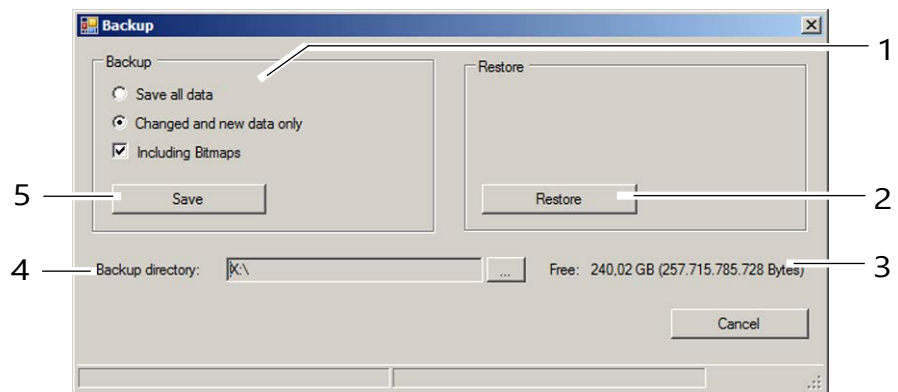 Backup
1
Backup
Restore
Save all data
Changed and new data only
Including Bitmaps
5
Save
Restore
2
4
Backup directory:
X:\
...
Free: 240,02 GB (257.715.785.728 Bytes)
3
Cancel